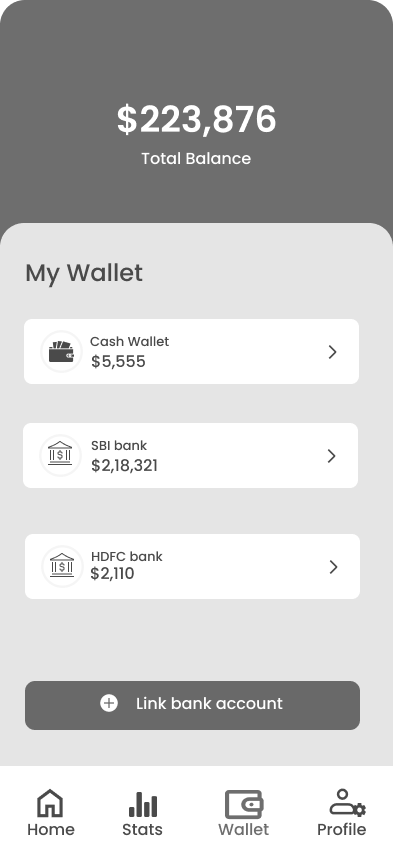 $223,876
Total Balance
My Wallet
Cash Wallet
$5,555
SBI bank
$2,18,321
HDFC bank
$2,110
Link bank account
Home Stats Wallet Profile